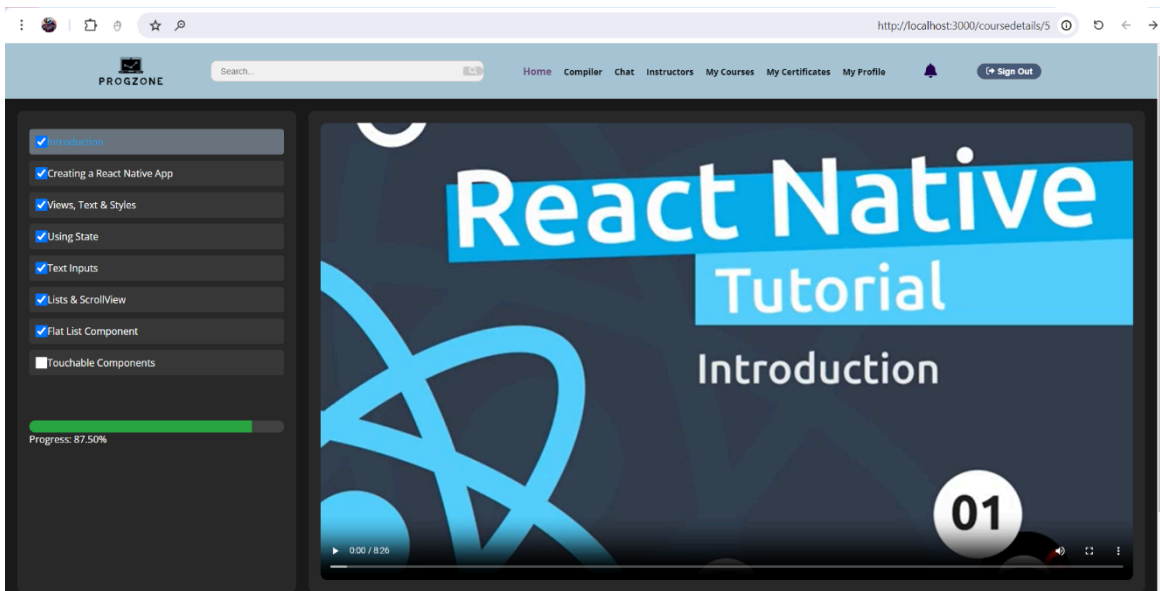 http://localhost:3000/coursedetails/5
PROGZONE
Search...
Home Compiler Chat Instructors My Courses My Certificates My Profile
Sign Out
Introduction
Creating a React Native App
Views, Text & Styles
Using State
Text Inputs
Lists & ScrollView
Flat List Component
Touchable Components
Progress: 87.50%
React Native
Tutorial
Introduction
01
0:00 / 8:26